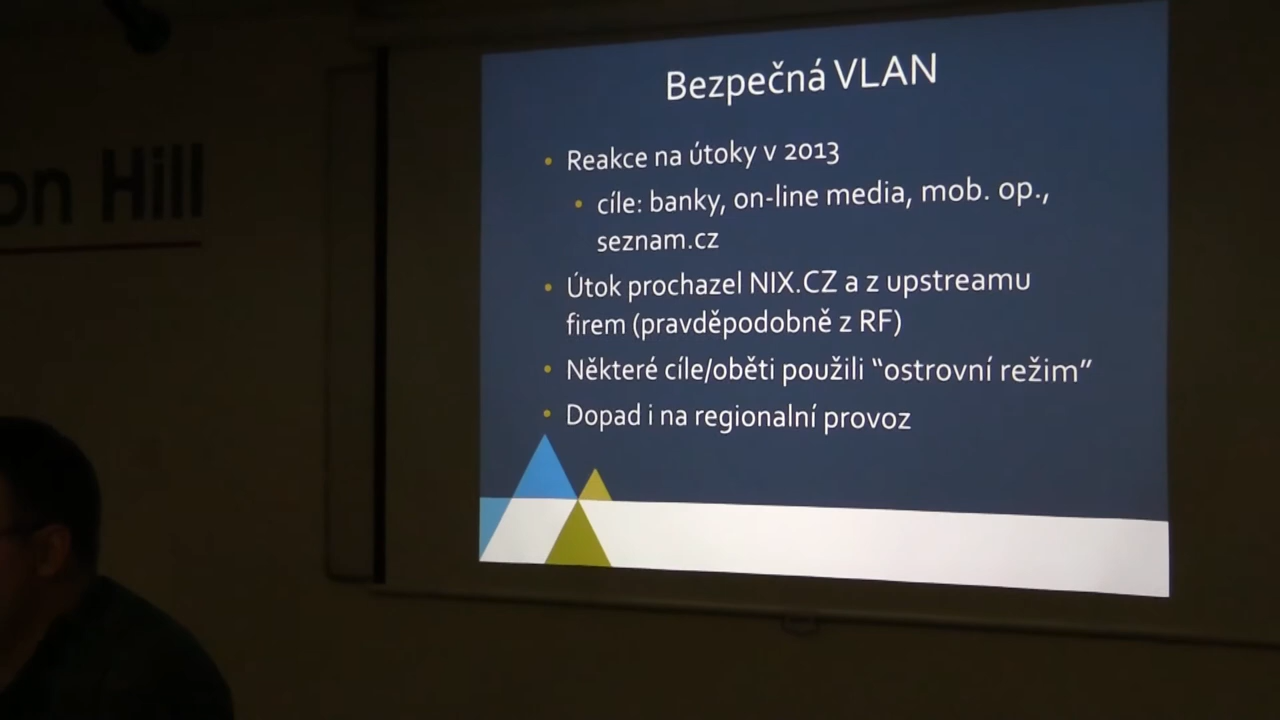 on Hill
Bezpečná VLAN
• Reakce na útoky v 2013
• cíle: banky, on-line media, mob. op.,
seznam.cz
• Útok prochazel NIX.CZ a z upstreamu
firem (pravděpodobně z RF)
• Některé cíle/oběti použili “ostrovní režim”
• Dopad i na regionalní provoz